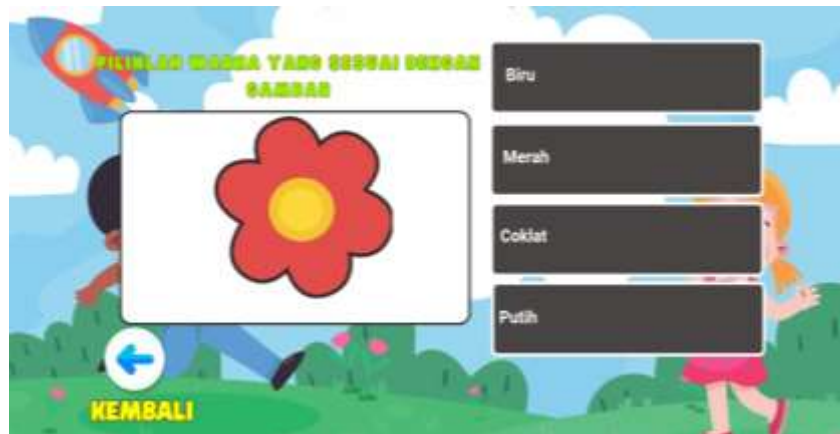 PILIHLAH WARNA YANG SESUAI DENGAN
GAMBAR
Biru
Merah
Coklat
Putih
KEMBALI